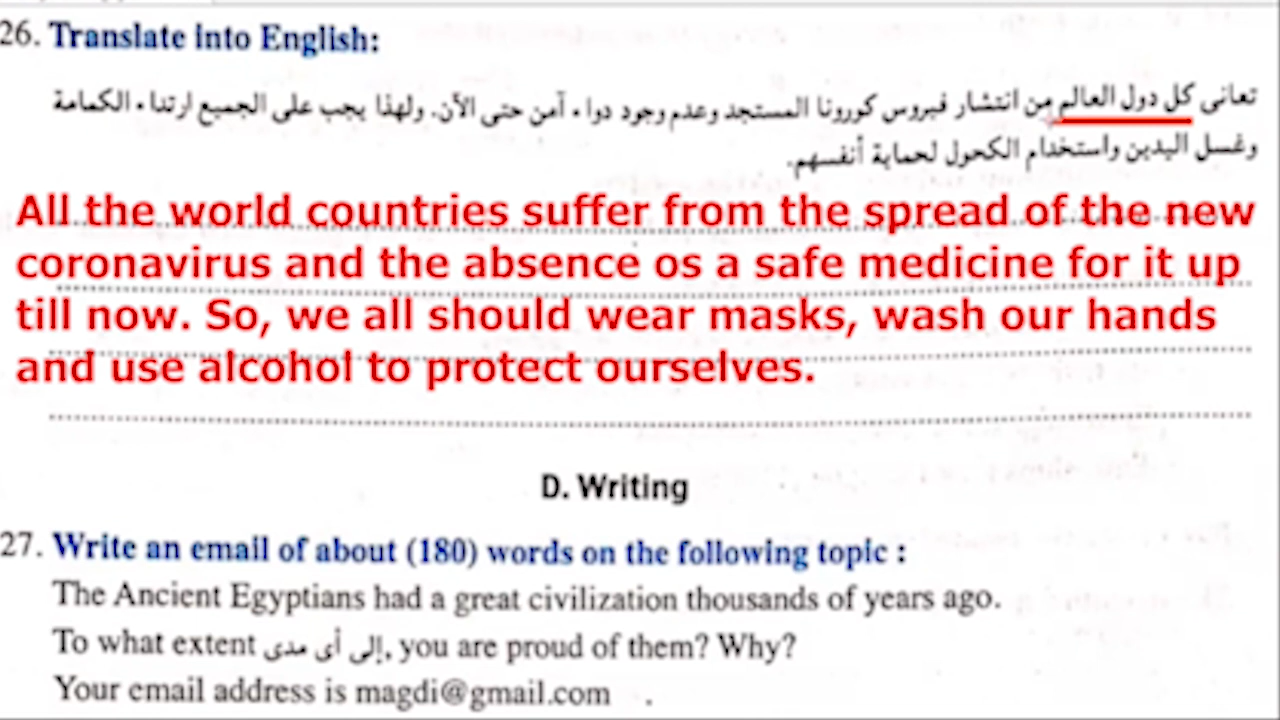 26. Translate into English:
تعانى كل دول العالم من انتشار فيروس كورونا المستجد وعدم وجود دواء آمن حتى الآن. ولهذا يجب على الجميع ارتداء الكمامة
وغسل اليدين واستخدام الكحول لحماية أنفسهم.
All the world countries suffer from the spread of the new
coronavirus and the absence os a safe medicine for it up
till now. So, we all should wear masks, wash our hands
and use alcohol to protect ourselves.
D. Writing
27. Write an email of about (180) words on the following topic :
The Ancient Egyptians had a great civilization thousands of years ago.
To what extent إلى أى مدى, you are proud of them? Why?
Your email address is magdi@gmail.com .